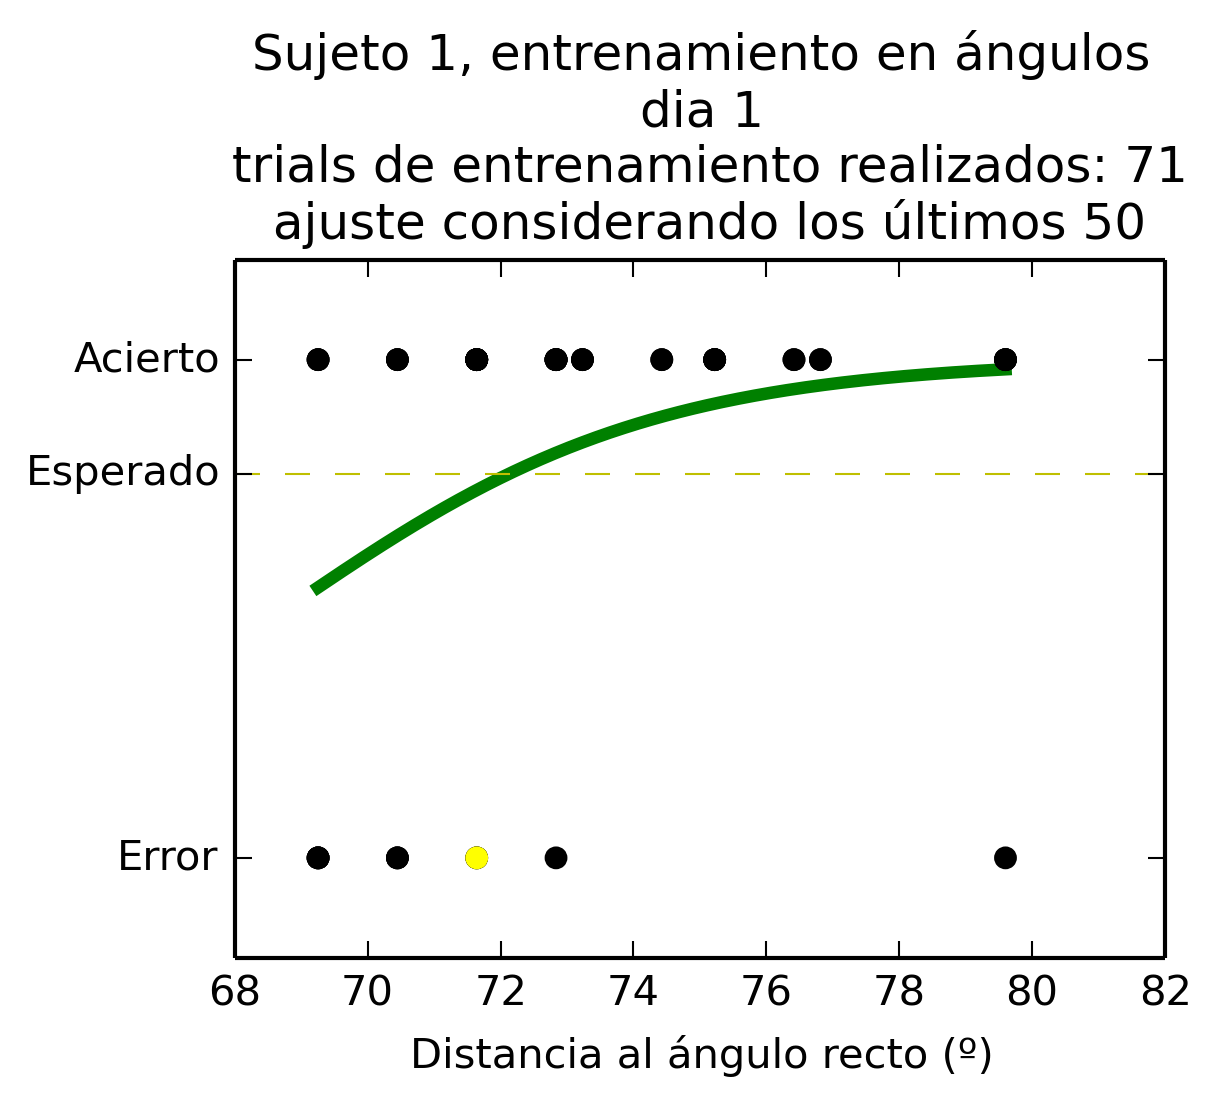 Sujeto 1, entrenamiento en ángulos
dia 1
trials de entrenamiento realizados: 71
ajuste considerando los últimos 50
Acierto
Esperado
Error
68 70 72 74 76 78 80 82
Distancia al ángulo recto (º)